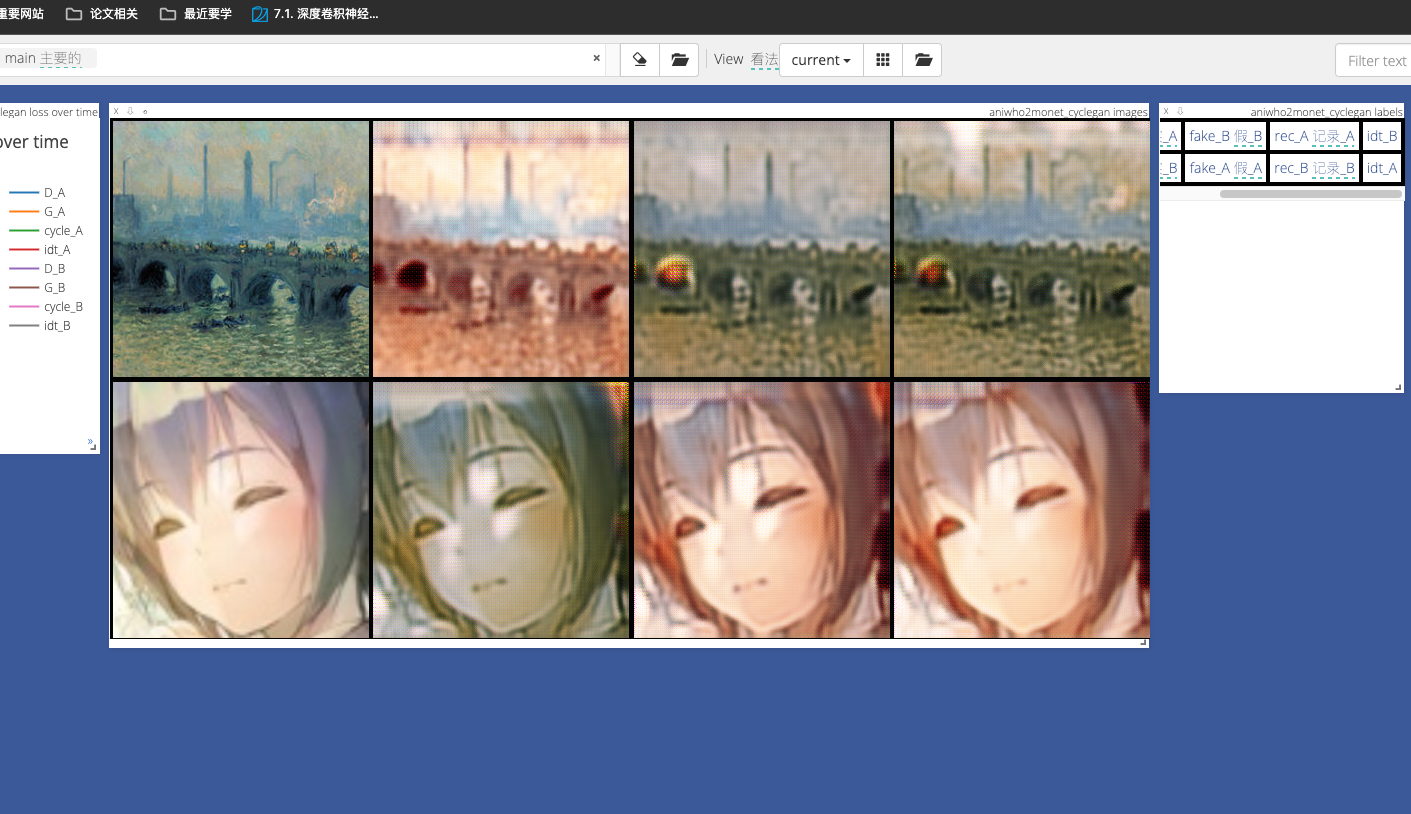 重要网站 论文相关 最近要学 7.1. 深度卷积神经...
main 主要的 × View 看法 current Filter text
legan loss over time
over time
D_A
G_A
cycle_A
idt_A
D_B
G_B
cycle_B
idt_B
»
X aniwho2monet_cyclegan images
X aniwho2monet_cyclegan labels
_A fake_B 假_B rec_A 记录_A idt_B
_B fake_A 假_A rec_B 记录_B idt_A